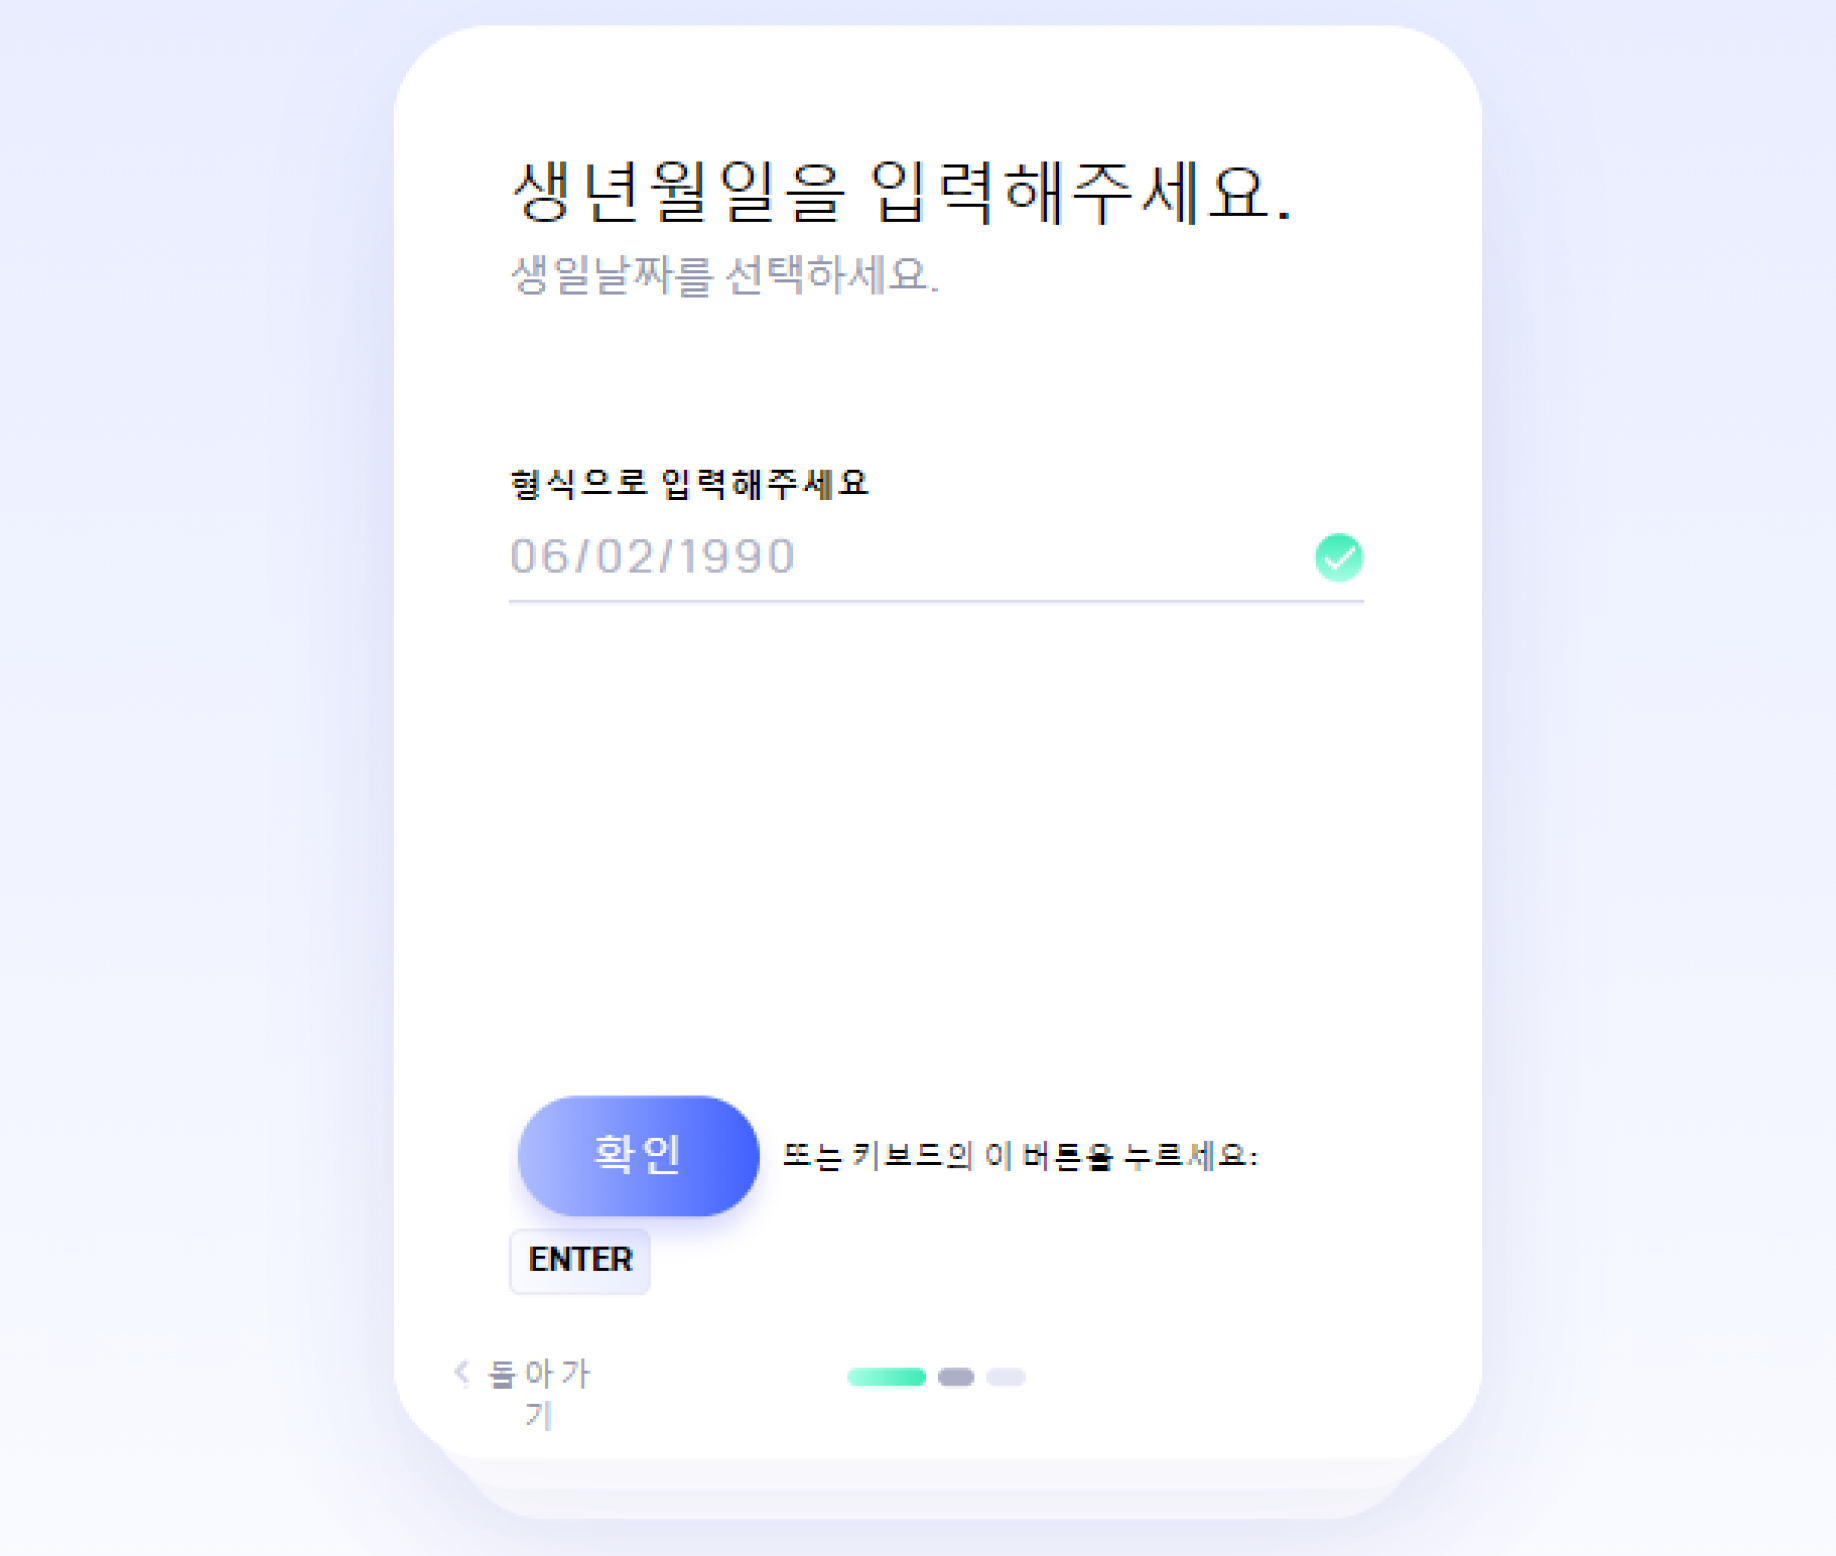 생년월일을 입력해주세요.
생일날짜를 선택하세요.
형식으로 입력해주세요
06/02/1990
확인 또는 키보드의 이 버튼을 누르세요:
ENTER
돌아가
기